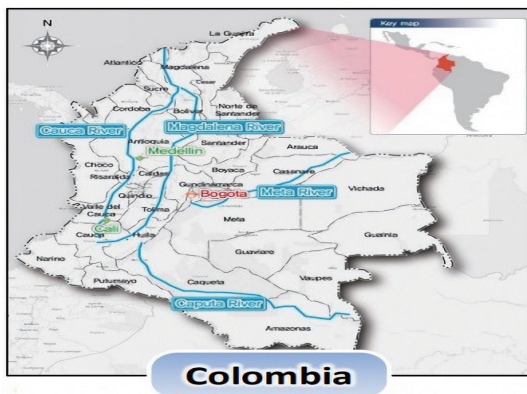 N
Key map
La Guajira
Atlantico
Magdalena
Cesar
Sucre
Cordoba
Bolivar
Norte de
Santander
Cauca River
Magdalena River
Antioquia
Medellin
Santander
Arauca
Choco
Boyaca
Casanare
Risaralda
Caldas
Cundinamarca
Meta River
Vichada
Quindio
Bogota
Valle del
Cauca
Tolima
Meta
Cali
Guainia
Cauca
Huila
Narino
Guaviare
Putumayo
Caqueta
Vaupes
Caputa River
Amazonas
Colombia